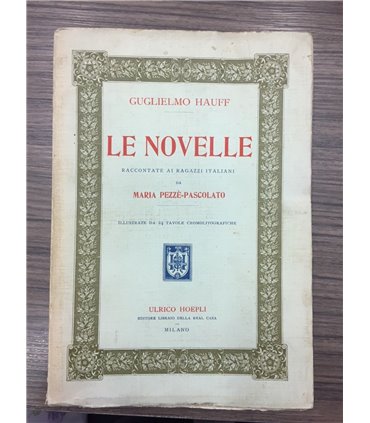 GUGLIELMO HAUFF
LE NOVELLE
RACCONTATE AI RAGAZZI ITALIANI
DA
MARIA PEZZÈ-PASCOLATO
ILLUSTRATE DA 24 TAVOLE CROMOLITOGRAFICHE
ULRICO HOEPLI
EDITORE LIBRAIO DELLA REAL CASA
MILANO